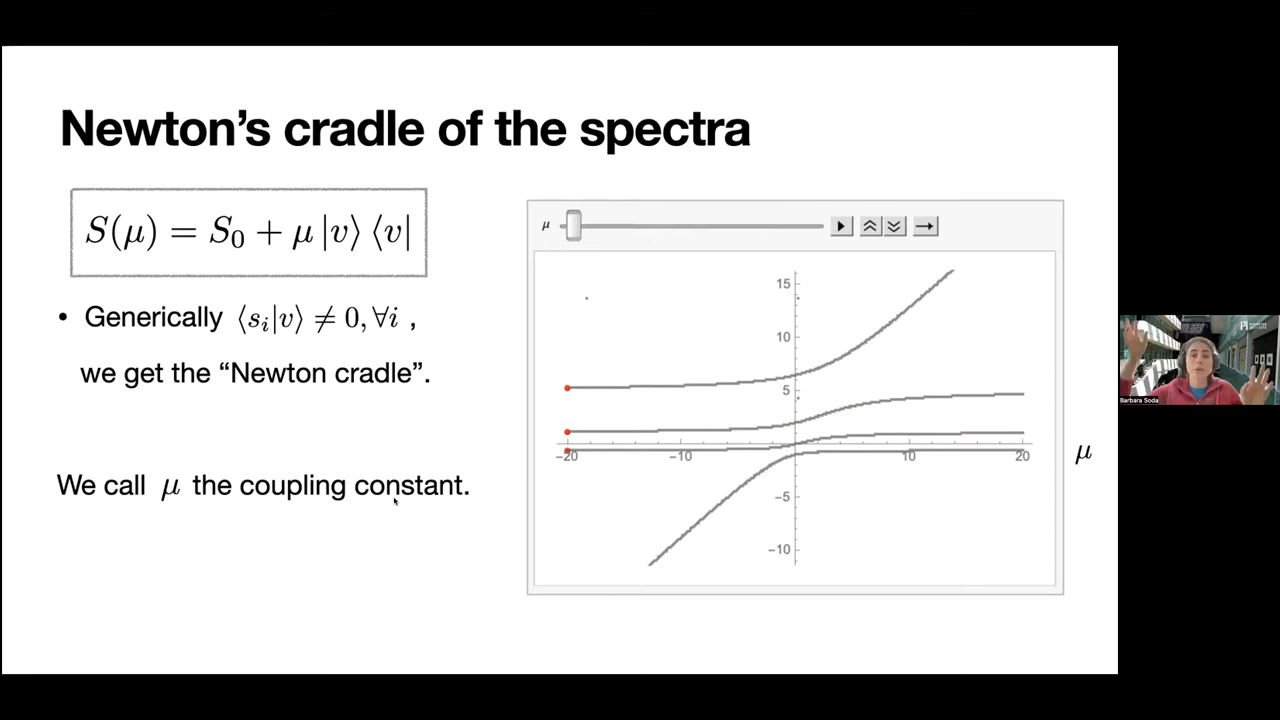 Newton's cradle of the spectra
S(μ) = S₀ + μ |v⟩ ⟨v|
• Generically ⟨sᵢ|v⟩ ≠ 0, ∀i ,
we get the "Newton cradle".
We call μ the coupling constant.
μ
15
10
5
-20
-10
10
20
μ
-5
-10
Barbara Soda